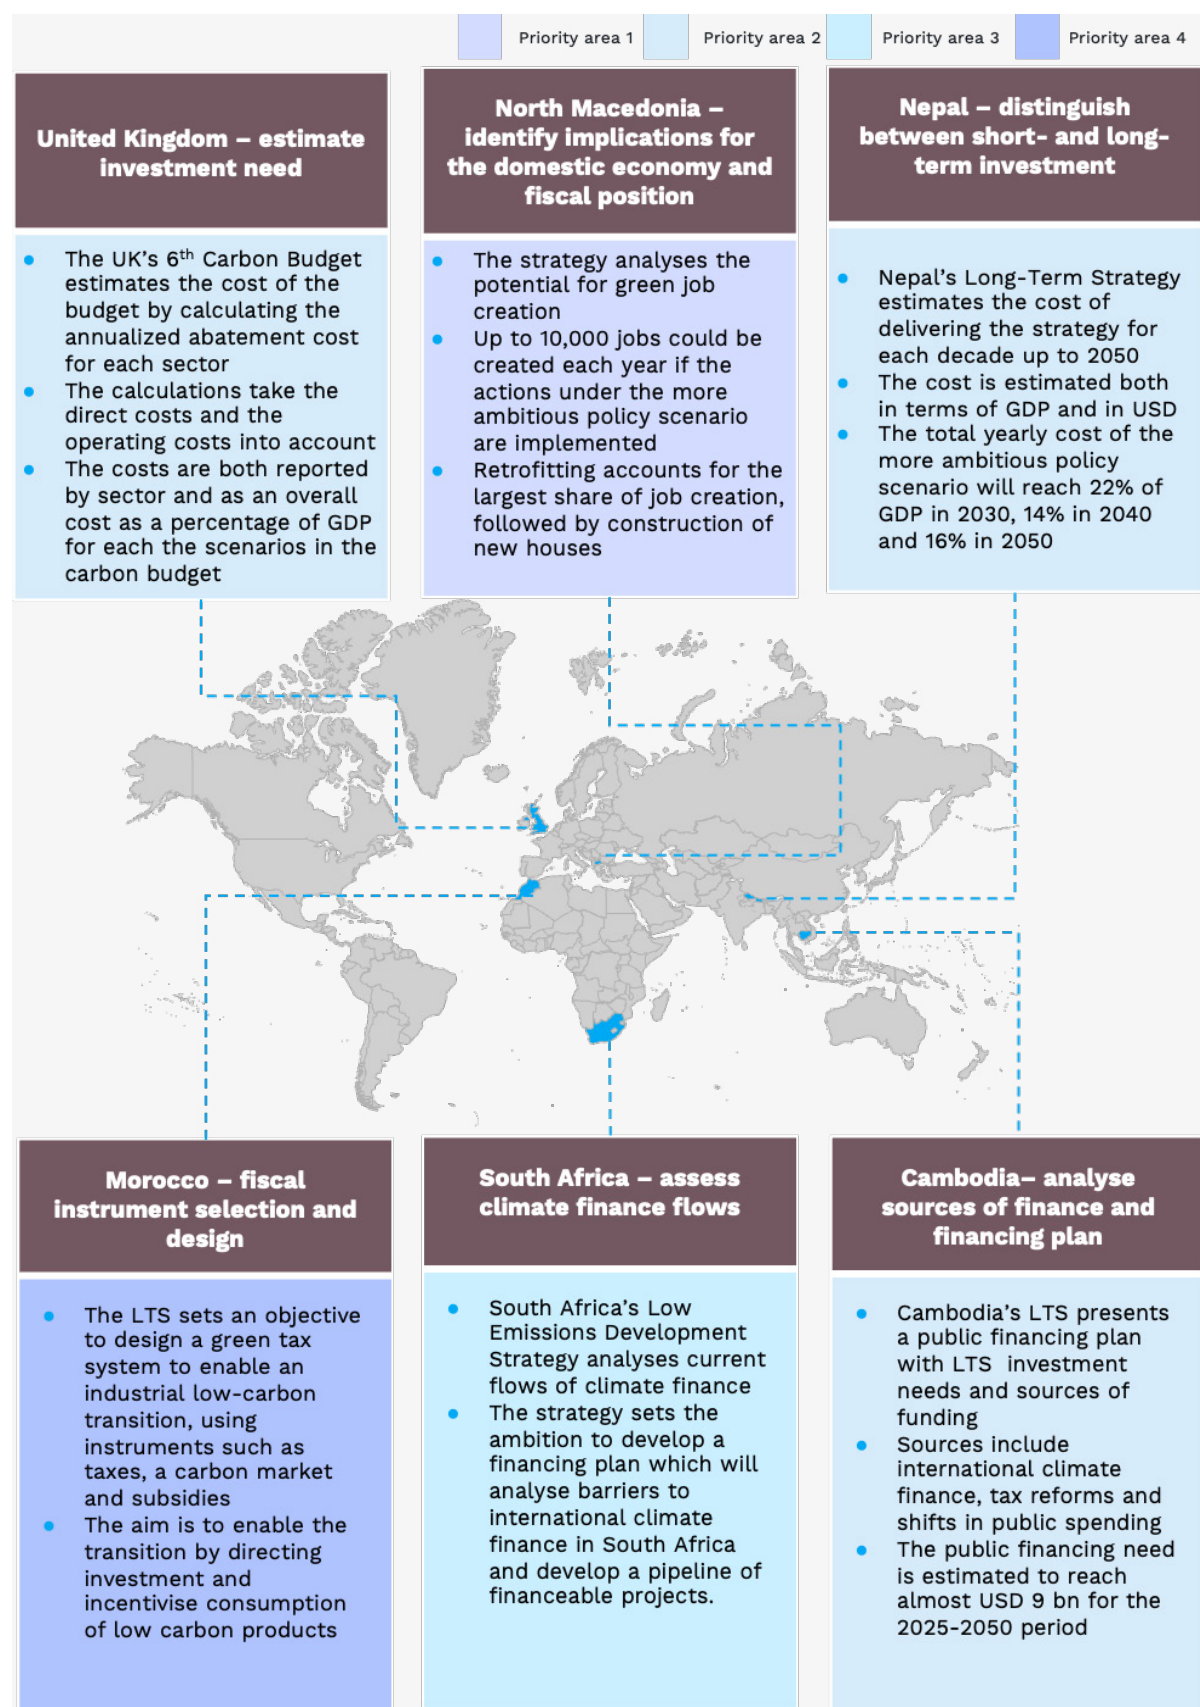 Priority area 1
Priority area 2
Priority area 3
Priority area 4
United Kingdom – estimate
investment need
The UK's 6th Carbon Budget
estimates the cost of the
budget by calculating the
annualized abatement cost
for each sector
The calculations take the
direct costs and the
operating costs into account
The costs are both reported
by sector and as an overall
cost as a percentage of GDP
for each the scenarios in the
carbon budget
North Macedonia –
identify implications for
the domestic economy and
fiscal position
The strategy analyses the
potential for green job
creation
Up to 10,000 jobs could be
created each year if the
actions under the more
ambitious policy scenario
are implemented
Retrofitting accounts for the
largest share of job creation,
followed by construction of
new houses
Nepal – distinguish
between short- and long-
term investment
Nepal's Long-Term Strategy
estimates the cost of
delivering the strategy for
each decade up to 2050
The cost is estimated both
in terms of GDP and in USD
The total yearly cost of the
more ambitious policy
scenario will reach 22% of
GDP in 2030, 14% in 2040
and 16% in 2050
Morocco – fiscal
instrument selection and
design
The LTS sets an objective
to design a green tax
system to enable an
industrial low-carbon
transition, using
instruments such as
taxes, a carbon market
and subsidies
The aim is to enable the
transition by directing
investment and
incentivise consumption
of low carbon products
South Africa – assess
climate finance flows
South Africa's Low
Emissions Development
Strategy analyses current
flows of climate finance
The strategy sets the
ambition to develop a
financing plan which will
analyse barriers to
international climate
finance in South Africa
and develop a pipeline of
financeable projects.
Cambodia– analyse
sources of finance and
financing plan
Cambodia's LTS presents
a public financing plan
with LTS investment
needs and sources of
funding
Sources include
international climate
finance, tax reforms and
shifts in public spending
The public financing need
is estimated to reach
almost USD 9 bn for the
2025-2050 period